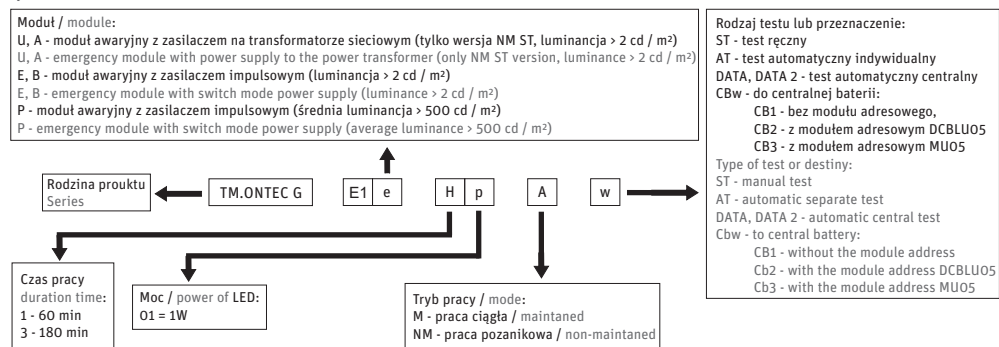 Moduł / module:
U, A - moduł awaryjny z zasilaczem na transformatorze sieciowym (tylko wersja NM ST, luminancja > 2 cd / m²)
U, A - emergency module with power supply to the power transformer (only NM ST version, luminance > 2 cd / m²)
E, B - moduł awaryjny z zasilaczem impulsowym (luminancja > 2 cd / m²)
E, B - emergency module with switch mode power supply (luminance > 2 cd / m²)
P - moduł awaryjny z zasilaczem impulsowym (średnia luminancja > 500 cd / m²)
P - emergency module with switch mode power supply (average luminance > 500 cd / m²)
Rodzaj testu lub przeznaczenie:
ST - test ręczny
AT - test automatyczny indywidualny
DATA, DATA 2 - test automatyczny centralny
CBw - do centralnej baterii:
CB1 - bez modułu adresowego,
CB2 - z modułem adresowym DCBLU05
CB3 - z modułem adresowym MU05
Type of test or destiny:
ST - manual test
AT - automatic separate test
DATA, DATA 2 - automatic central test
Cbw - to central battery:
CB1 - without the module address
Cb2 - with the module address DCBLU05
Cb3 - with the module address MU05
Rodzina prouktu
Series
TM.ONTEC G
E1 e
H p
A
w
Czas pracy
duration time:
1 - 60 min
3 - 180 min
Moc / power of LED:
01 = 1W
Tryb pracy / mode:
M - praca ciągła / maintaned
NM - praca pozanikowa / non-maintaned